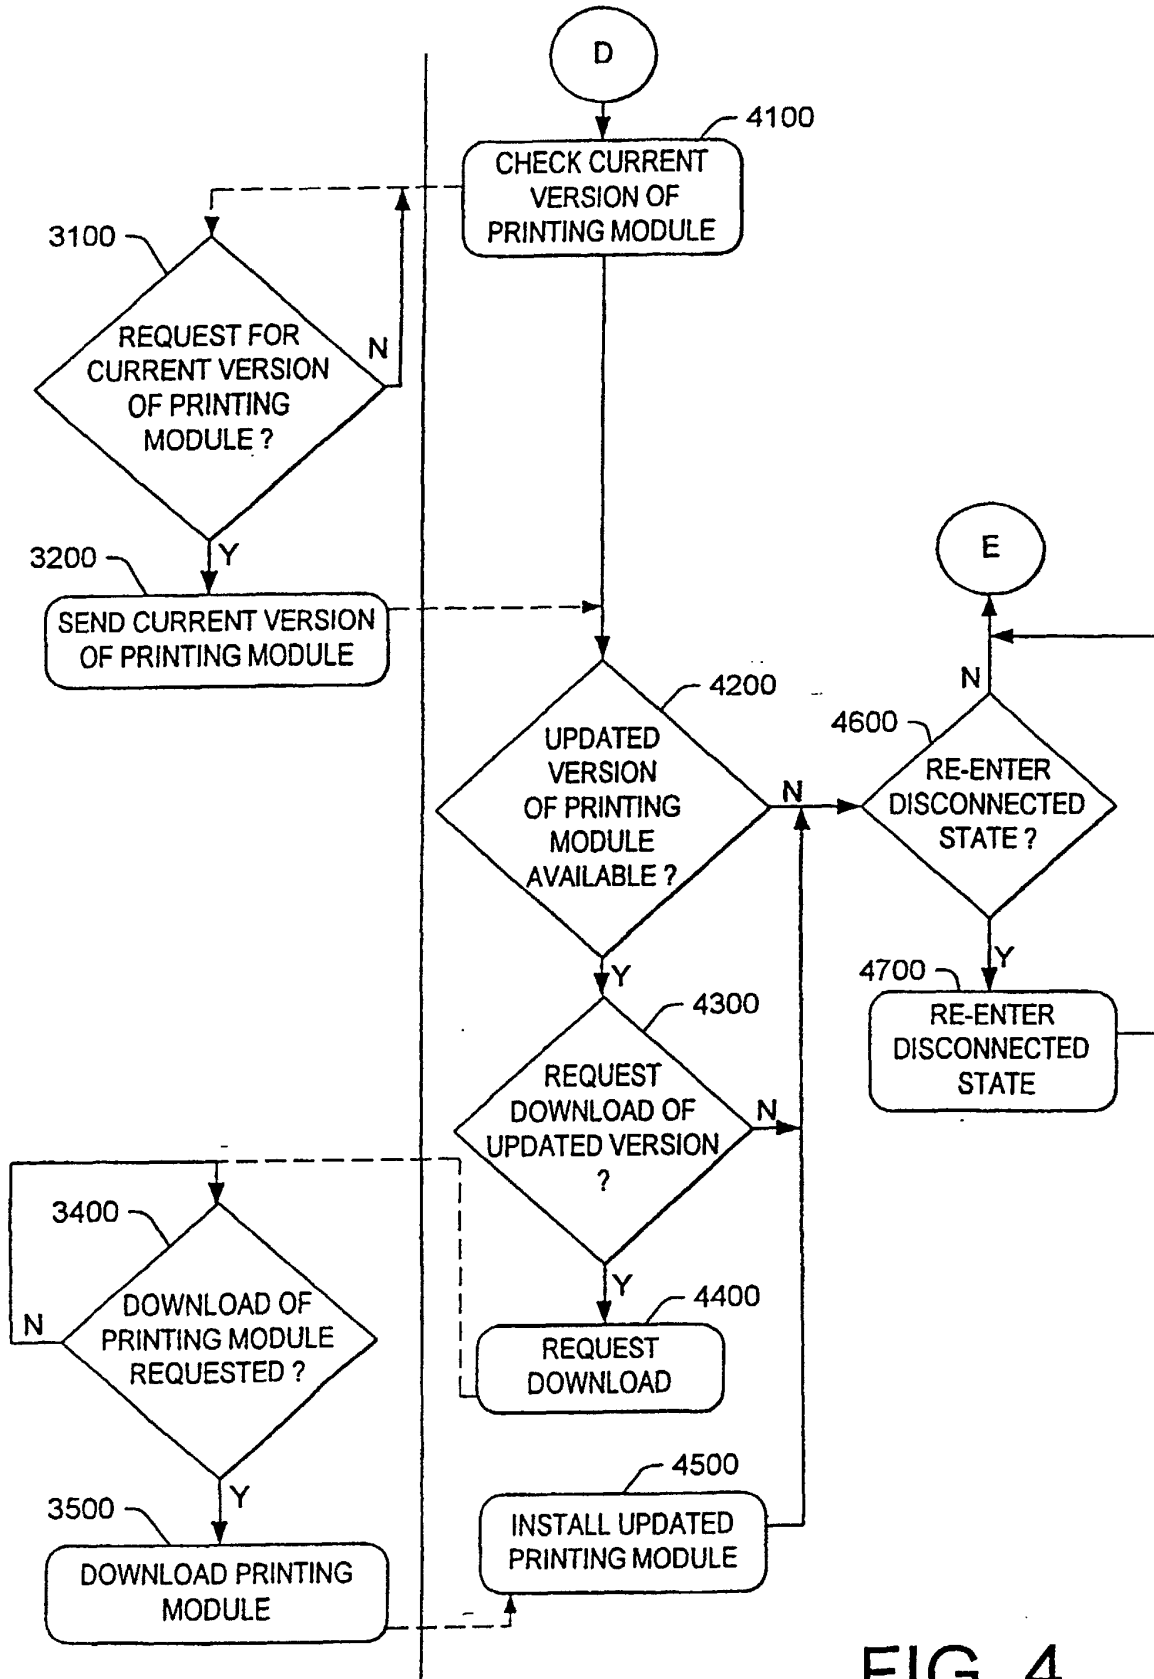 D
4100
CHECK CURRENT
VERSION OF
PRINTING MODULE
3100
REQUEST FOR
CURRENT VERSION
OF PRINTING
MODULE ?
N
Y
3200
SEND CURRENT VERSION
OF PRINTING MODULE
E
4200
UPDATED
VERSION
OF PRINTING
MODULE
AVAILABLE ?
N
Y
N
4600
RE-ENTER
DISCONNECTED
STATE ?
Y
4700
RE-ENTER
DISCONNECTED
STATE
4300
REQUEST
DOWNLOAD OF
UPDATED VERSION
?
N
Y
3400
DOWNLOAD OF
PRINTING MODULE
REQUESTED ?
N
Y
4400
REQUEST
DOWNLOAD
4500
INSTALL UPDATED
PRINTING MODULE
3500
DOWNLOAD PRINTING
MODULE
FIG. 4